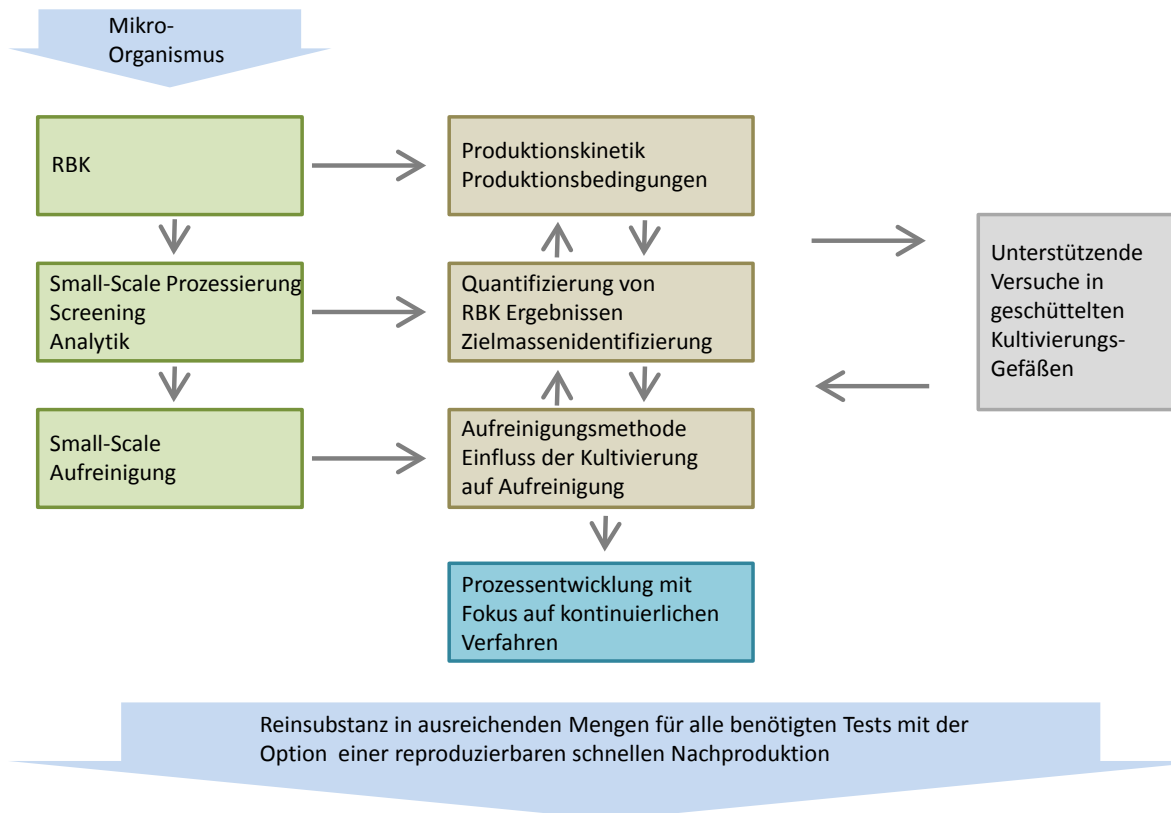 Mikro-
Organismus
RBK
Produktionskinetik
Produktionsbedingungen
Small-Scale Prozessierung
Screening
Analytik
Quantifizierung von
RBK Ergebnissen
Zielmassenidentifizierung
Unterstützende
Versuche in
geschüttelten
Kultivierungs-
Gefäßen
Small-Scale
Aufreinigung
Aufreinigungsmethode
Einfluss der Kultivierung
auf Aufreinigung
Prozessentwicklung mit
Fokus auf kontinuierlichen
Verfahren
Reinsubstanz in ausreichenden Mengen für alle benötigten Tests mit der
Option einer reproduzierbaren schnellen Nachproduktion